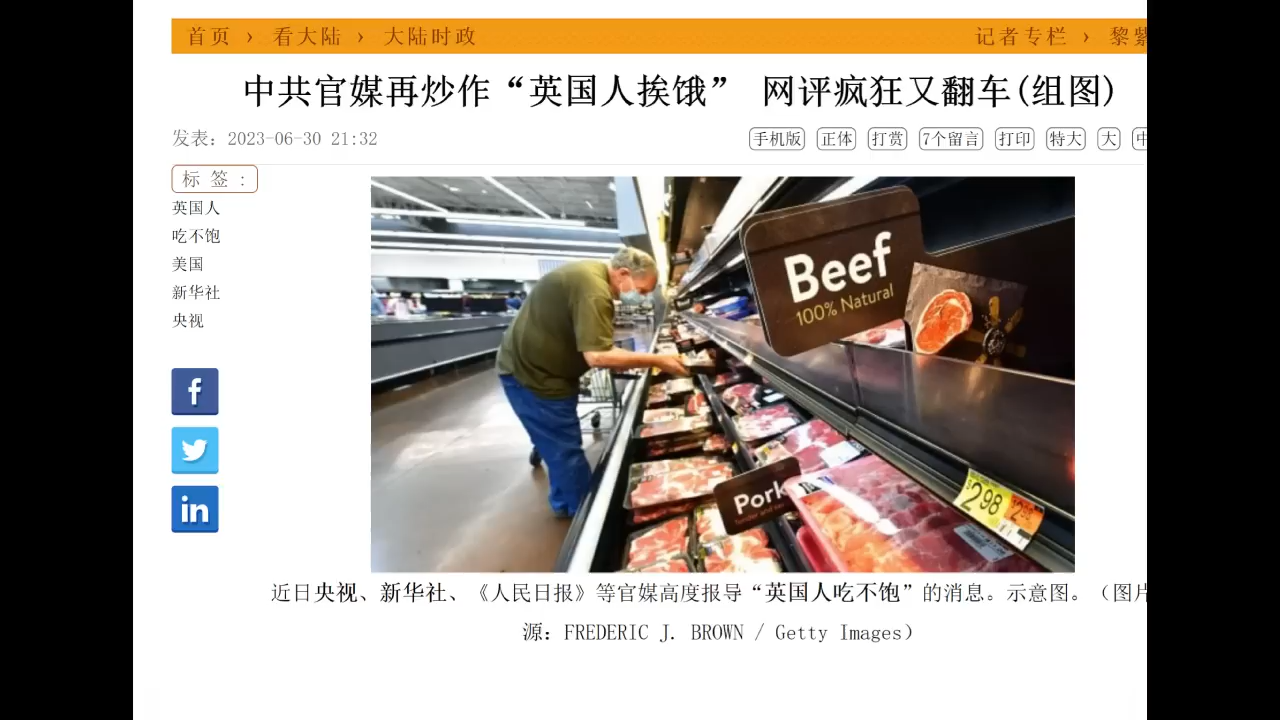 首页 › 看大陆 › 大陆时政 记者专栏 › 黎紫
中共官媒再炒作“英国人挨饿” 网评疯狂又翻车(组图)
发表: 2023-06-30 21:32 手机版 正体 打赏 7个留言 打印 特大 大 中
标 签 :
英国人
吃不饱
美国
新华社
央视
f
in
Beef
100% Natural
Pork
$2.98
近日央视、新华社、《人民日报》等官媒高度报导“英国人吃不饱”的消息。示意图。（图片
源: FREDERIC J. BROWN / Getty Images）